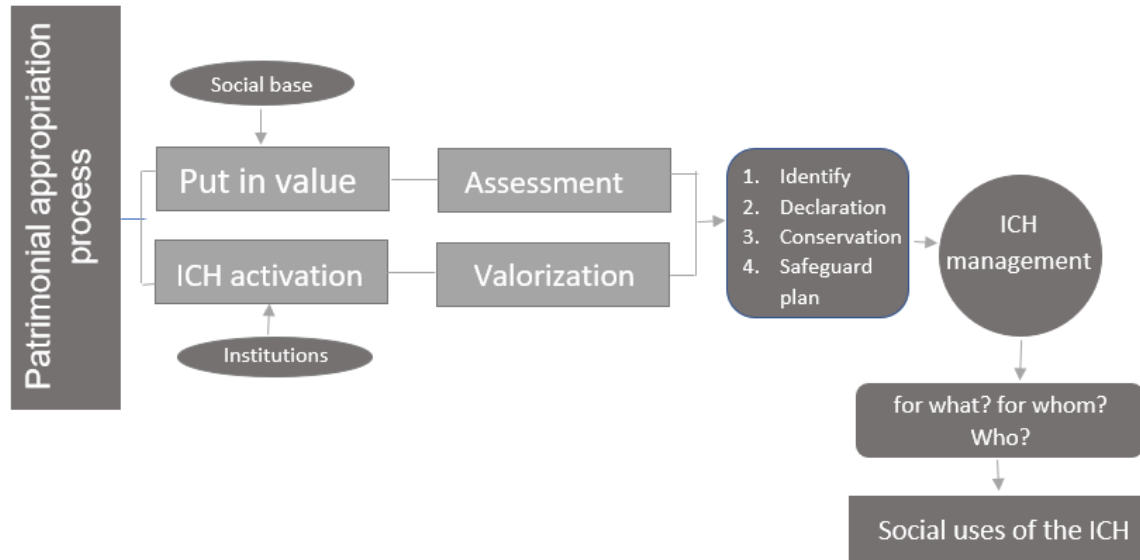 Patrimonial appropriation
process
Social base
Put in value
Assessment
ICH activation
Valorization
Institutions
1. Identify
2. Declaration
3. Conservation
4. Safeguard
plan
ICH
management
for what? for whom?
Who?
Social uses of the ICH